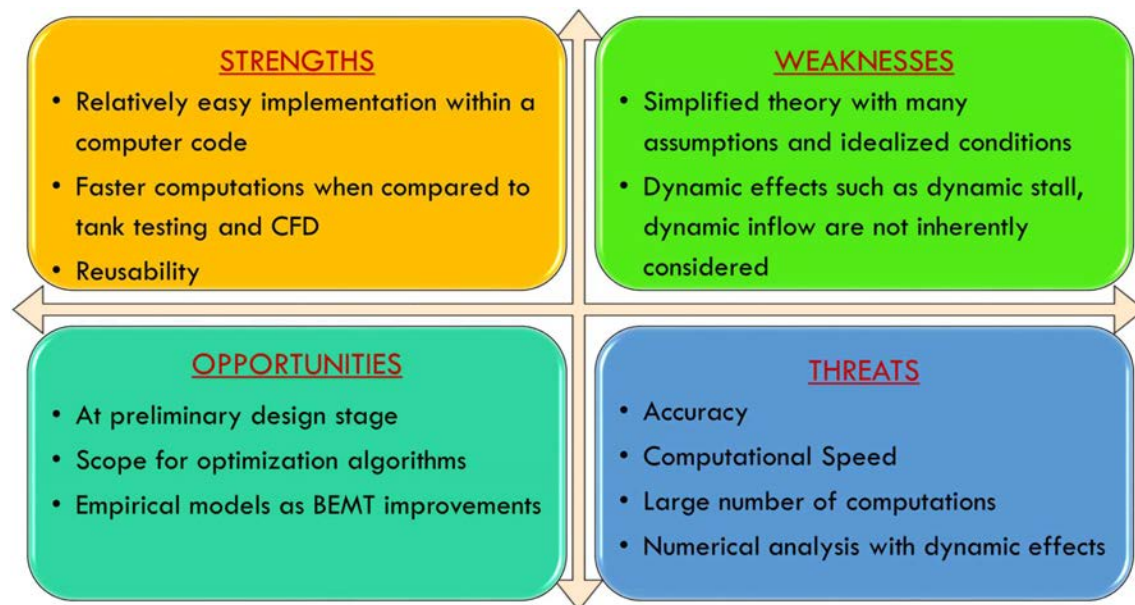 STRENGTHS
• Relatively easy implementation within a
computer code
• Faster computations when compared to
tank testing and CFD
• Reusability
WEAKNESSES
• Simplified theory with many
assumptions and idealized conditions
• Dynamic effects such as dynamic stall,
dynamic inflow are not inherently
considered
OPPORTUNITIES
• At preliminary design stage
• Scope for optimization algorithms
• Empirical models as BEMT improvements
THREATS
• Accuracy
• Computational Speed
• Large number of computations
• Numerical analysis with dynamic effects